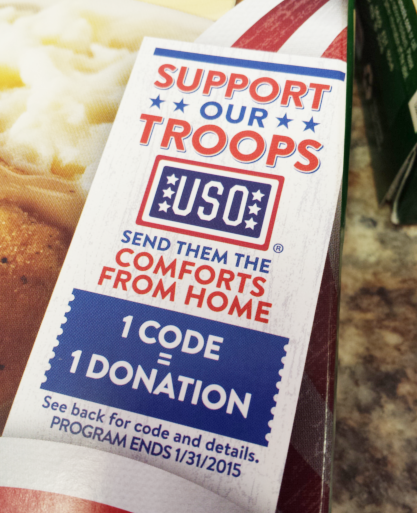 SUPPORT
★ ★ OUR ★ ★
TROOPS
USO
®
SEND THEM THE
COMFORTS
FROM HOME
1 CODE
=
1 DONATION
See back for code and details.
PROGRAM ENDS 1/31/2015